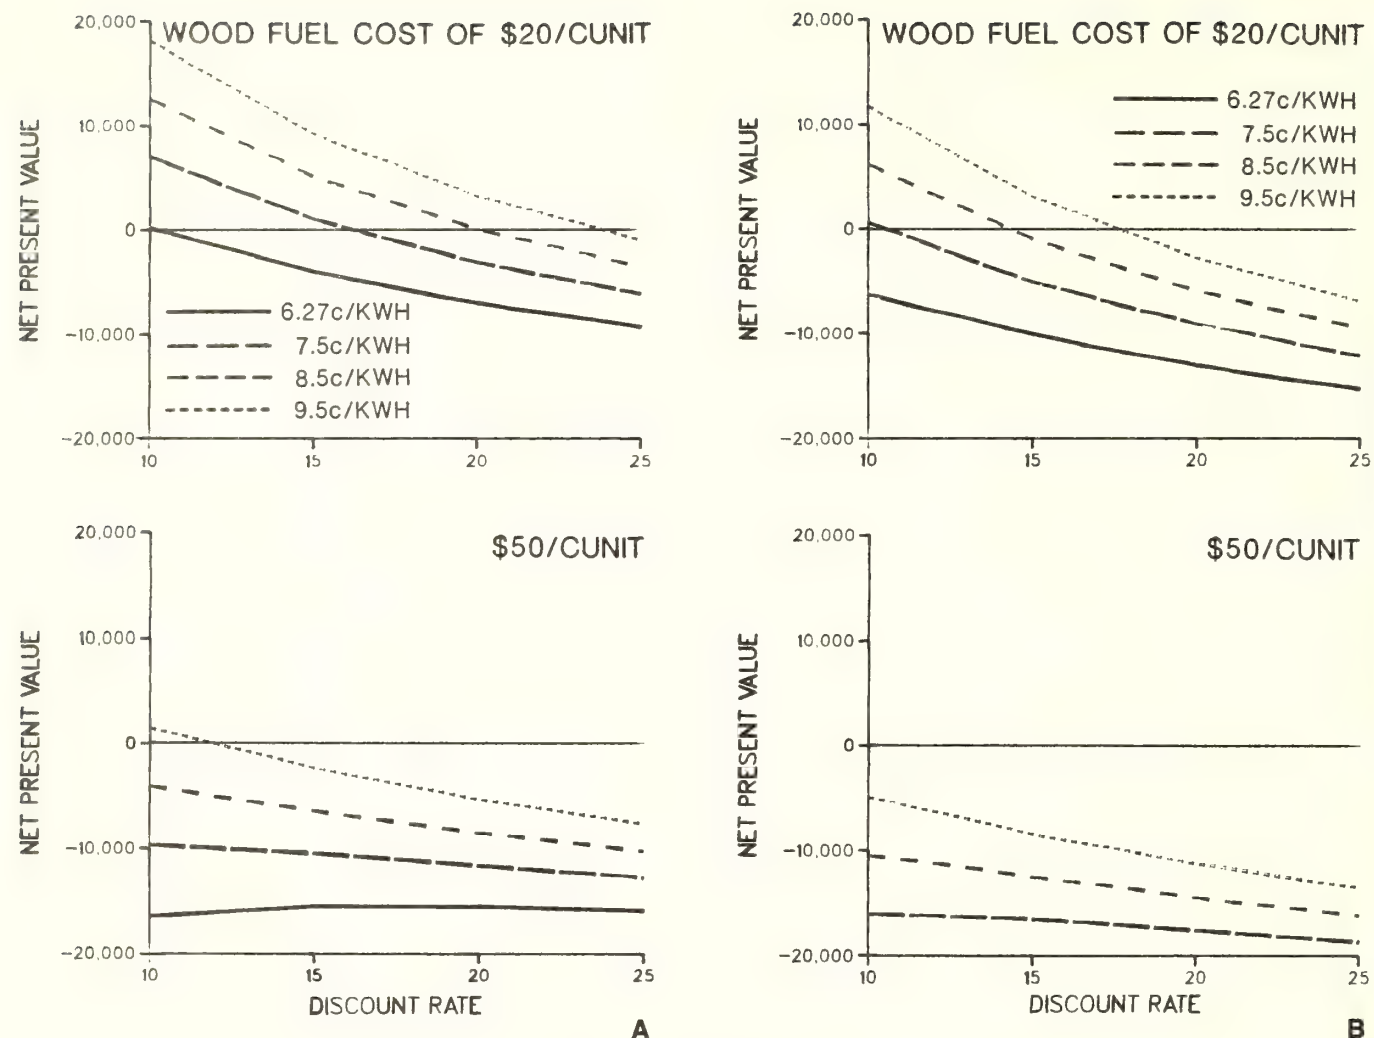 WOOD FUEL COST OF $20/CUNIT
NET PRESENT VALUE
20,000
10,000
0
-10,000
-20,000
10 15 20 25
6.27c/KWH
7.5c/KWH
8.5c/KWH
9.5c/KWH
WOOD FUEL COST OF $20/CUNIT
NET PRESENT VALUE
20,000
10,000
0
-10,000
-20,000
10 15 20 25
6.27c/KWH
7.5c/KWH
8.5c/KWH
9.5c/KWH
$50/CUNIT
NET PRESENT VALUE
20,000
10,000
0
-10,000
-20,000
10 15 20 25
DISCOUNT RATE
A
$50/CUNIT
NET PRESENT VALUE
20,000
10,000
0
-10,000
-20,000
10 15 20 25
DISCOUNT RATE
B